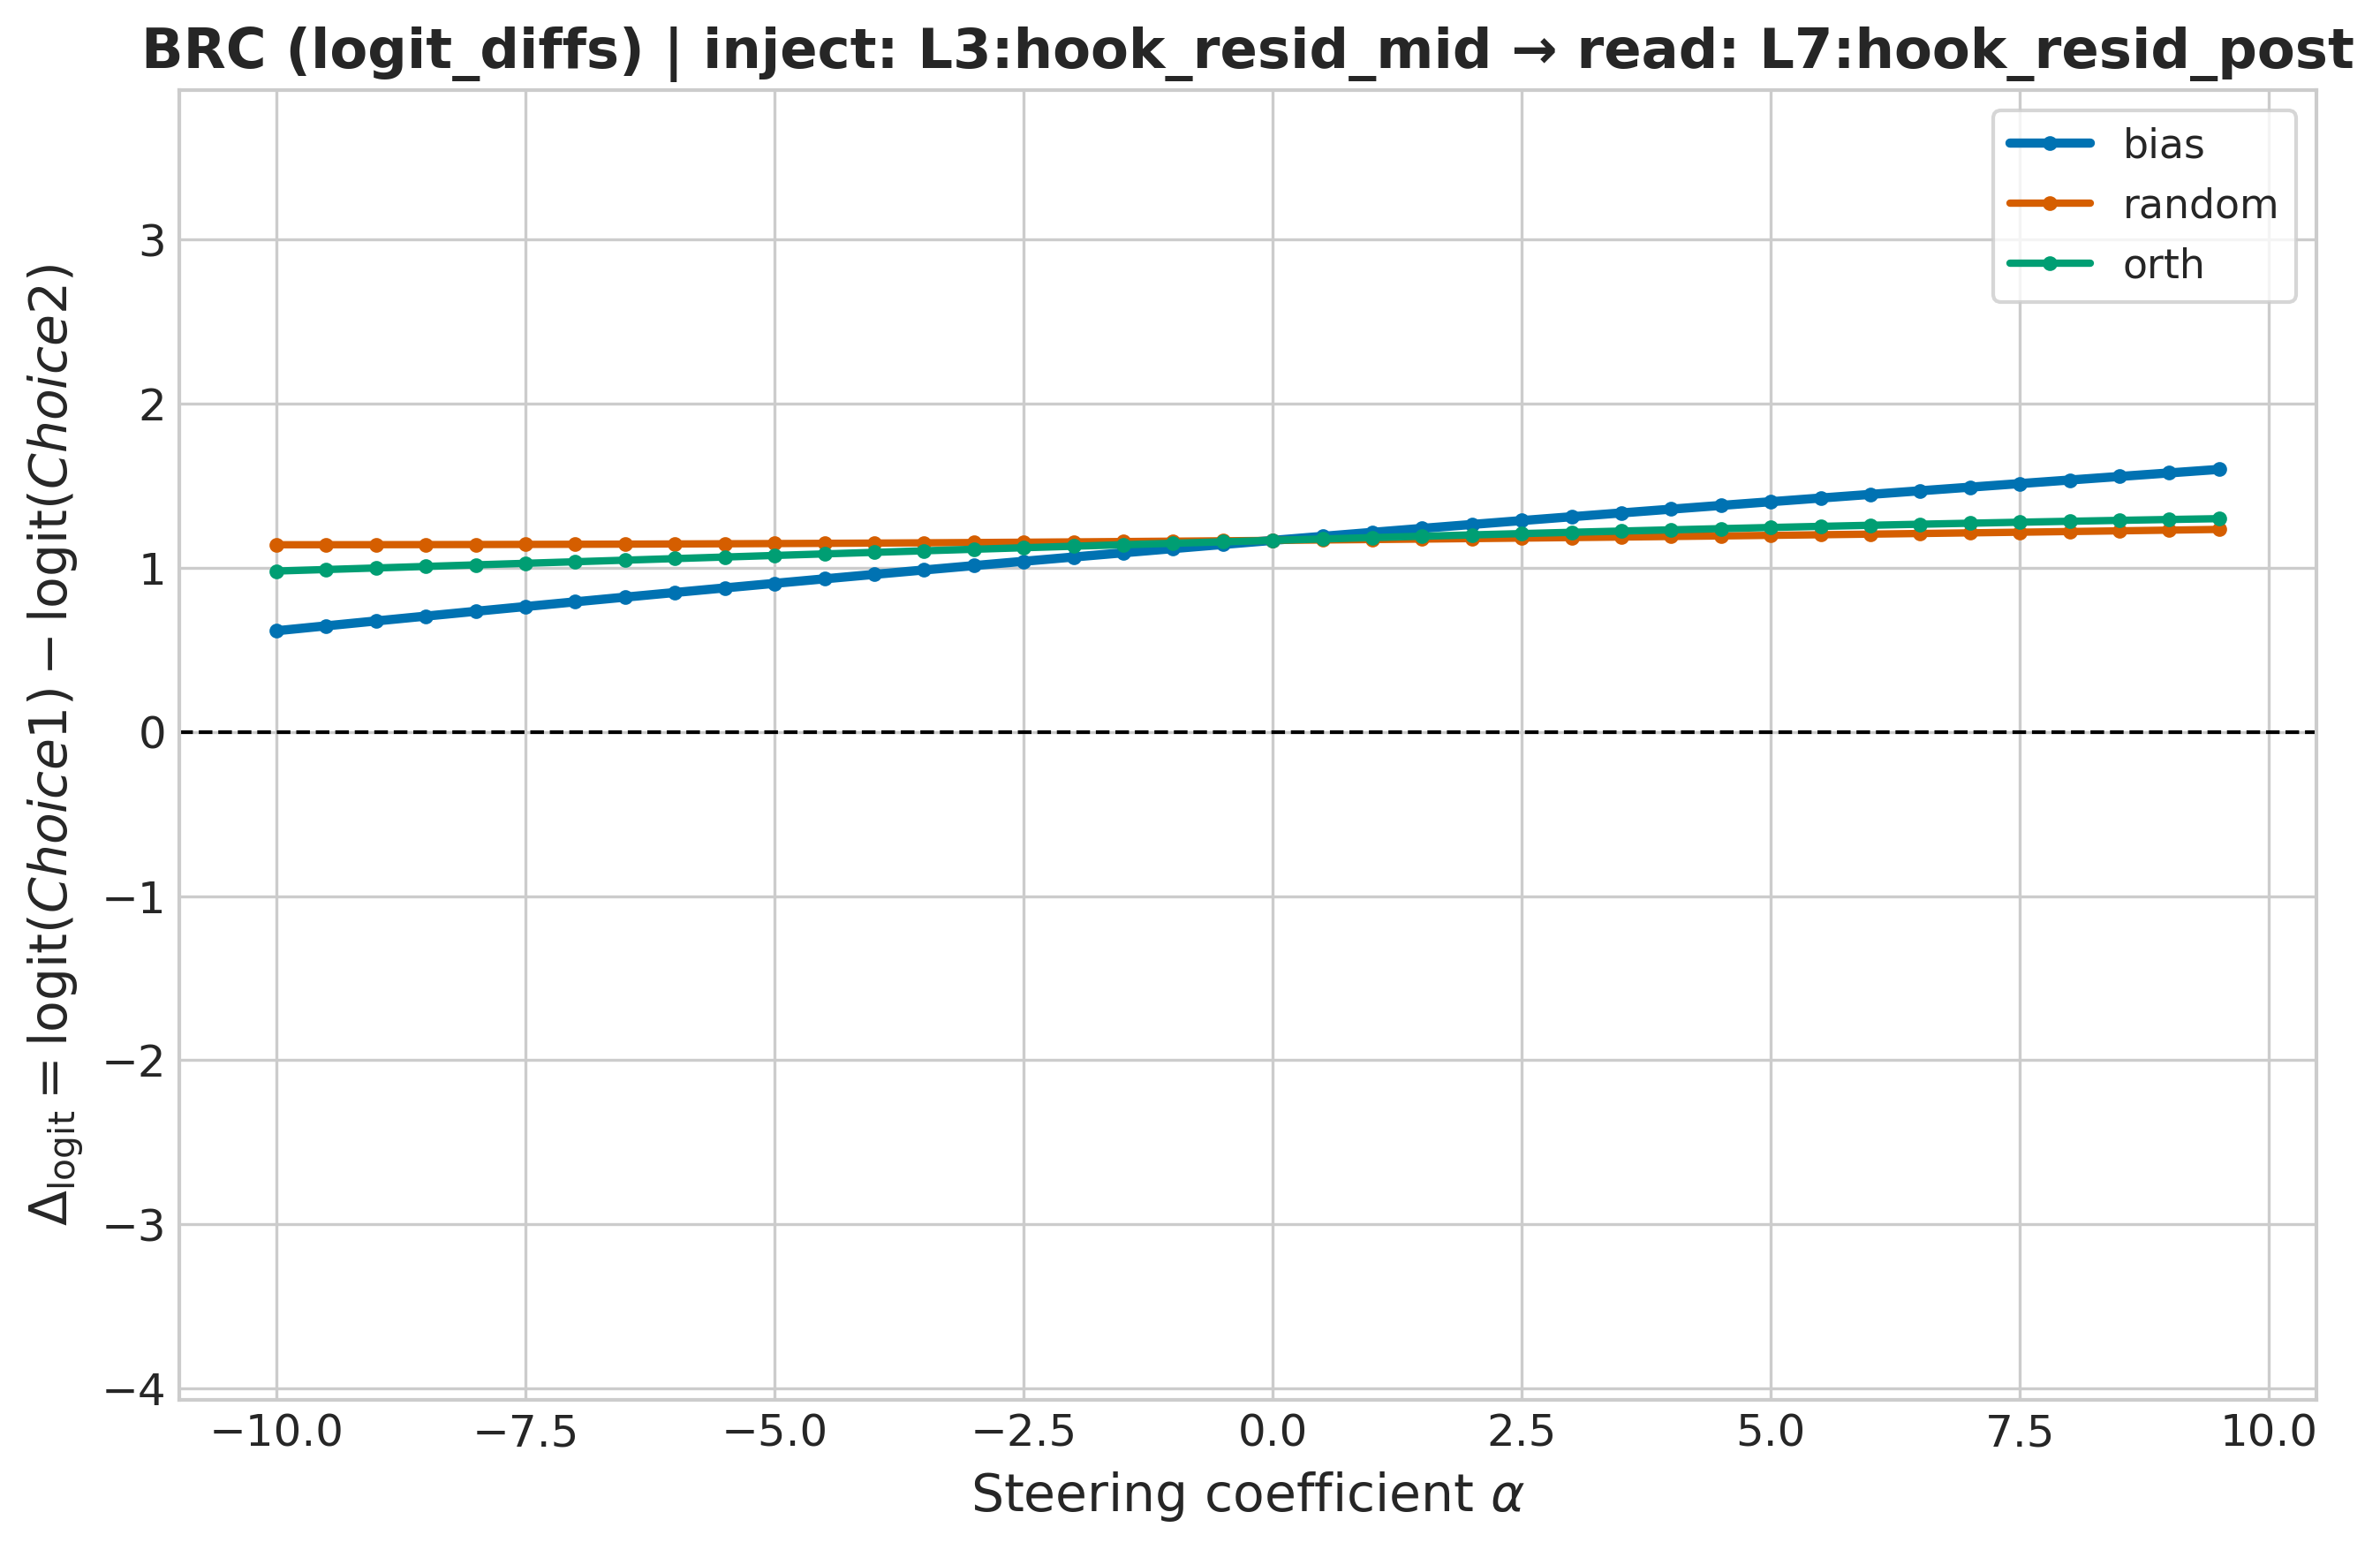 BRC (logit_diffs) | inject: L3:hook_resid_mid → read: L7:hook_resid_post
bias
random
orth
Δlogit = logit(Choice1) − logit(Choice2)
3
2
1
0
−1
−2
−3
−4
−10.0 −7.5 −5.0 −2.5 0.0 2.5 5.0 7.5 10.0
Steering coefficient α